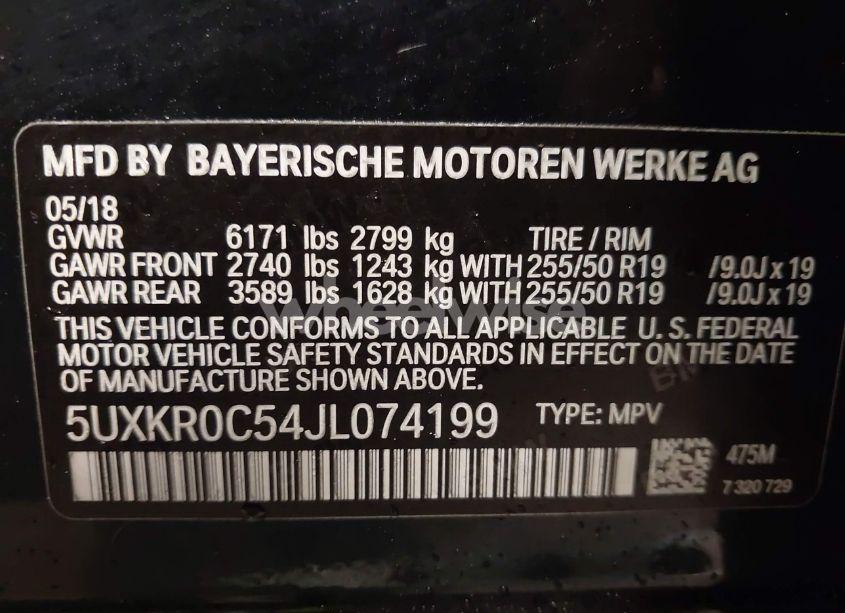 MFD BY BAYERISCHE MOTOREN WERKE AG
05/18
GVWR 6171 lbs 2799 kg TIRE / RIM
GAWR FRONT 2740 lbs 1243 kg WITH 255/50 R19 /9.0J x 19
GAWR REAR 3589 lbs 1628 kg WITH 255/50 R19 /9.0J x 19
WheelWise
THIS VEHICLE CONFORMS TO ALL APPLICABLE U. S. FEDERAL
MOTOR VEHICLE SAFETY STANDARDS IN EFFECT ON THE DATE
OF MANUFACTURE SHOWN ABOVE.
5UXKR0C54JL074199 TYPE: MPV
475M
7 320 729